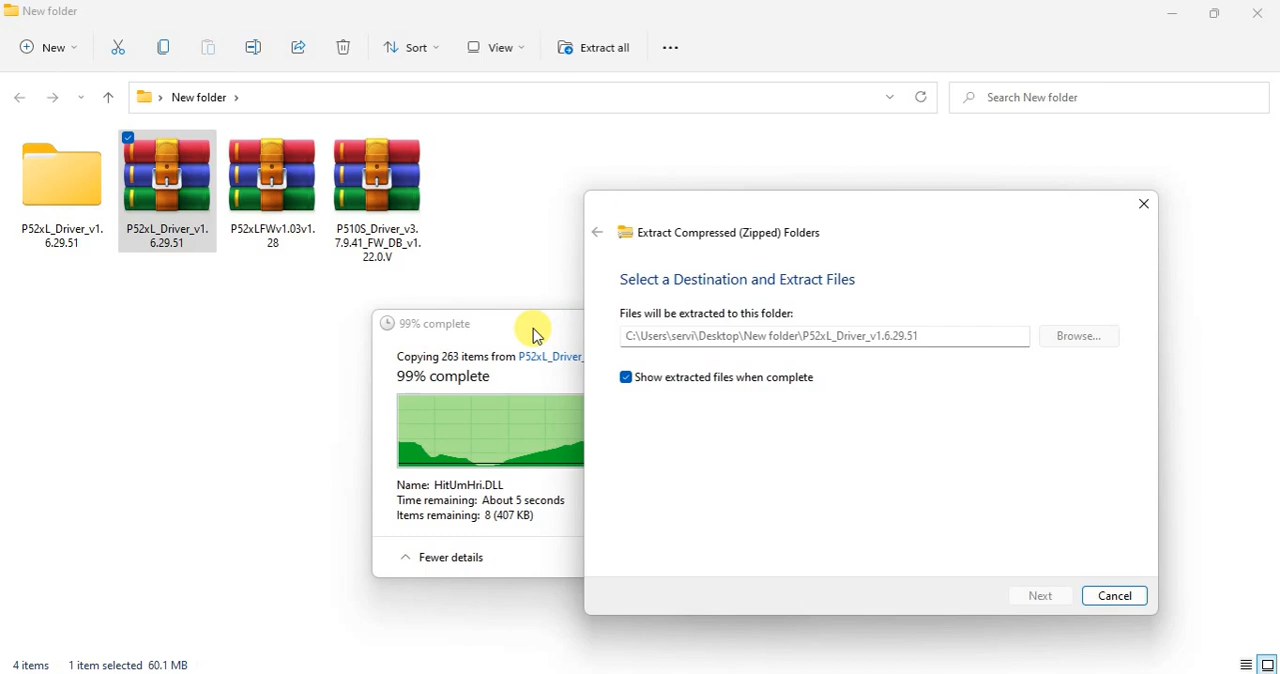 New folder
New
Sort
View
Extract all
New folder
Search New folder
P52xL_Driver_v1.
6.29.51
P52xL_Driver_v1.
6.29.51
P52xLFWv1.03v1.
28
P510S_Driver_v3.
7.9.41_FW_DB_v1.
22.0.V
Extract Compressed (Zipped) Folders
Select a Destination and Extract Files
Files will be extracted to this folder:
C:\Users\servi\Desktop\New folder\P52xL_Driver_v1.6.29.51
Browse...
Show extracted files when complete
99% complete
Copying 263 items from P52xL_Driver_
99% complete
Name: HitUmHri.DLL
Time remaining: About 5 seconds
Items remaining: 8 (407 KB)
Fewer details
Next
Cancel
4 items
1 item selected 60.1 MB